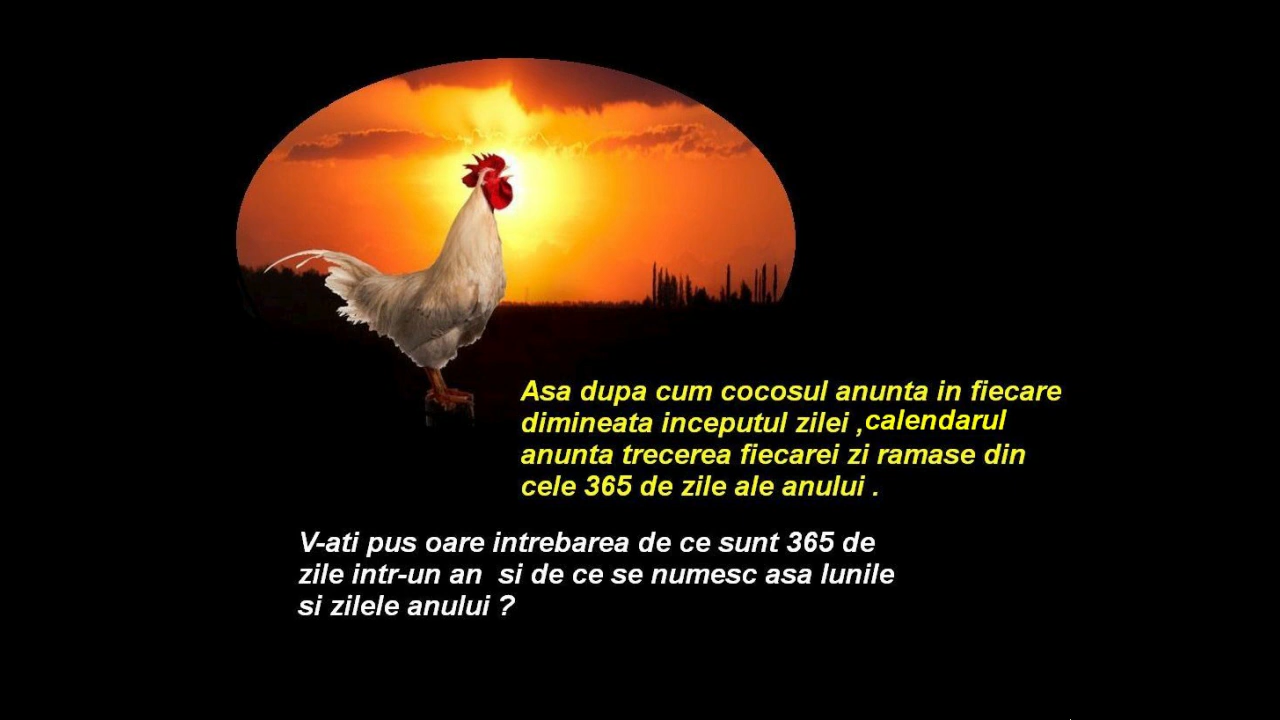 Asa dupa cum cocosul anunta in fiecare
dimineata inceputul zilei ,calendarul
anunta trecerea fiecarei zi ramase din
cele 365 de zile ale anului .
V-ati pus oare intrebarea de ce sunt 365 de
zile intr-un an  si de ce se numesc asa lunile
si zilele anului ?